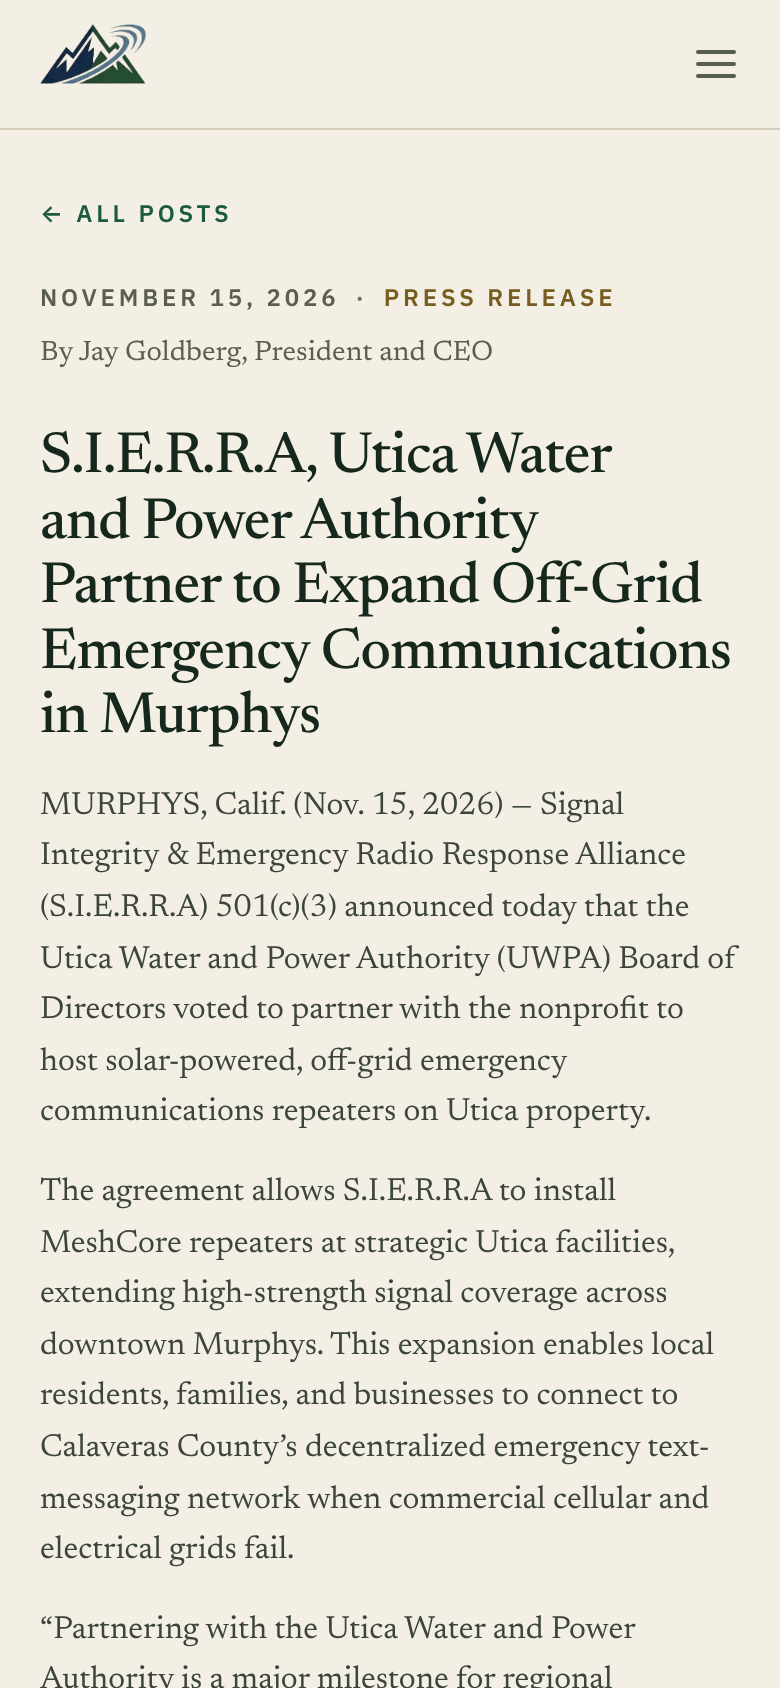 ← ALL POSTS
NOVEMBER 15, 2026 · PRESS RELEASE
By Jay Goldberg, President and CEO
S.I.E.R.R.A, Utica Water
and Power Authority
Partner to Expand Off-Grid
Emergency Communications
in Murphys
MURPHYS, Calif. (Nov. 15, 2026) – Signal
Integrity & Emergency Radio Response Alliance
(S.I.E.R.R.A) 501(c)(3) announced today that the
Utica Water and Power Authority (UWPA) Board of
Directors voted to partner with the nonprofit to
host solar-powered, off-grid emergency
communications repeaters on Utica property.
The agreement allows S.I.E.R.R.A to install
MeshCore repeaters at strategic Utica facilities,
extending high-strength signal coverage across
downtown Murphys. This expansion enables local
residents, families, and businesses to connect to
Calaveras County’s decentralized emergency text-
messaging network when commercial cellular and
electrical grids fail.
“Partnering with the Utica Water and Power
Authority is a major milestone for regional